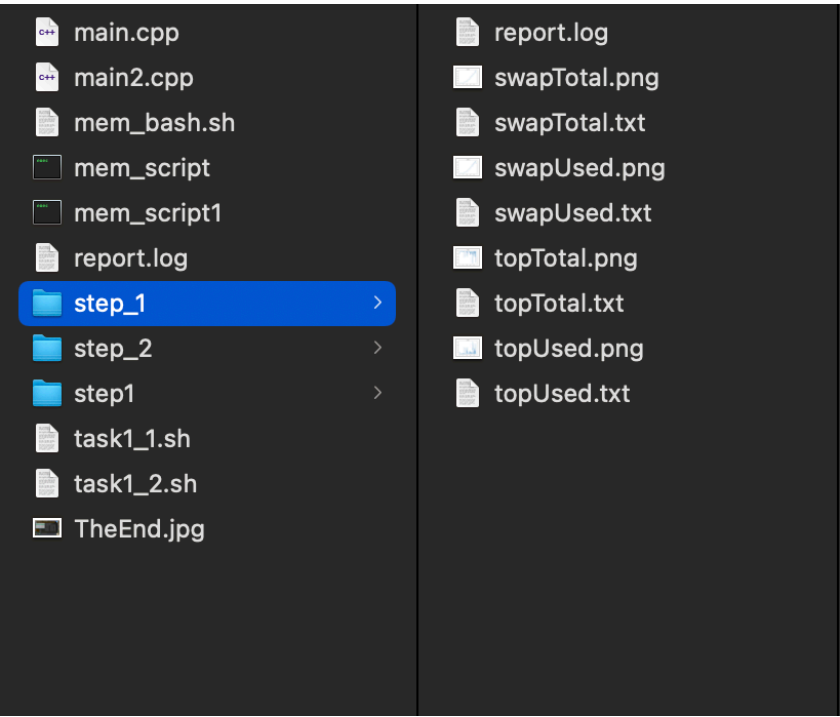 main.cpp
main2.cpp
mem_bash.sh
mem_script
mem_script1
report.log
step_1
step_2
step1
task1_1.sh
task1_2.sh
TheEnd.jpg
report.log
swapTotal.png
swapTotal.txt
swapUsed.png
swapUsed.txt
topTotal.png
topTotal.txt
topUsed.png
topUsed.txt